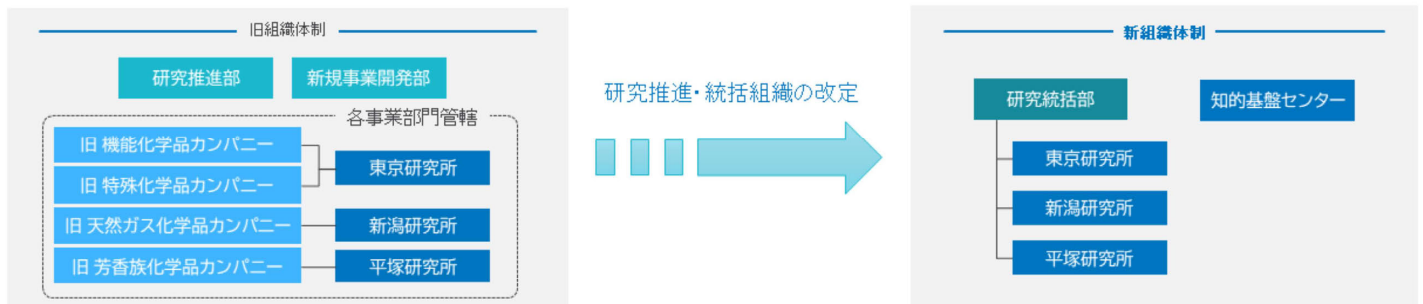 旧組織体制
研究推進部
新規事業開発部
各事業部門管轄
旧 機能化学品カンパニー
旧 特殊化学品カンパニー
東京研究所
旧 天然ガス化学品カンパニー
新潟研究所
旧 芳香族化学品カンパニー
平塚研究所
研究推進・統括組織の改定
新組織体制
研究統括部
知的基盤センター
東京研究所
新潟研究所
平塚研究所